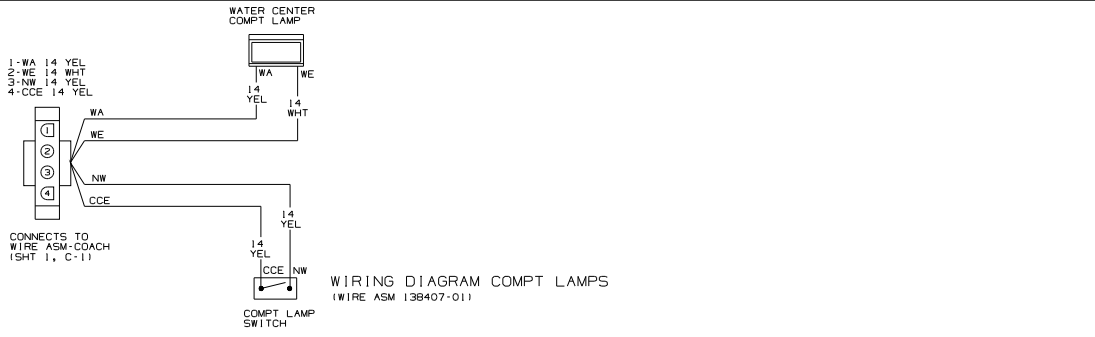 WATER CENTER
COMPT LAMP
1-WA 14 YEL
2-WE 14 WHT
3-NW 14 YEL
4-CCE 14 YEL
WA
WE
14
YEL
14
WHT
WA
WE
1
2
3
4
NW
CCE
14
YEL
14
YEL
CONNECTS TO
WIRE ASM-COACH
(SHT 1, C-1)
CCE NW
WIRING DIAGRAM COMPT LAMPS
(WIRE ASM 138407-01)
COMPT LAMP
SWITCH